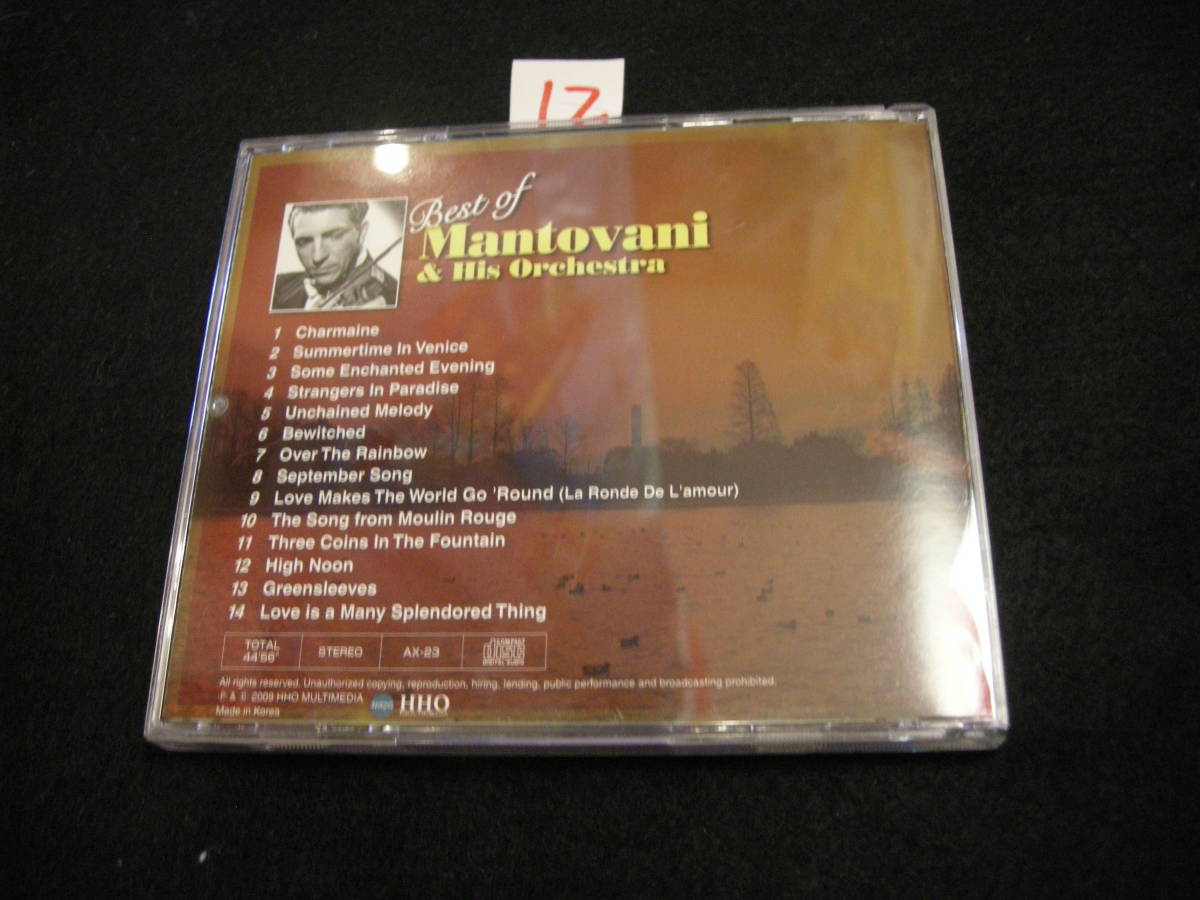 Best of
Mantovani
& His Orchestra
1 Charmaine
2 Summertime In Venice
3 Some Enchanted Evening
4 Strangers In Paradise
5 Unchained Melody
6 Bewitched
7 Over The Rainbow
8 September Song
9 Love Makes The World Go 'Round (La Ronde De L'amour)
10 The Song from Moulin Rouge
11 Three Coins In The Fountain
12 High Noon
13 Greensleeves
14 Love is a Many Splendored Thing
TOTAL
44'56"
STEREO
AX-23
COMPACT
disc
DIGITAL AUDIO
All rights reserved. Unauthorized copying, reproduction, hiring, lending, public performance and broadcasting prohibited.
℗ & © 2009 HHO MULTIMEDIA
HHO
Made in Korea